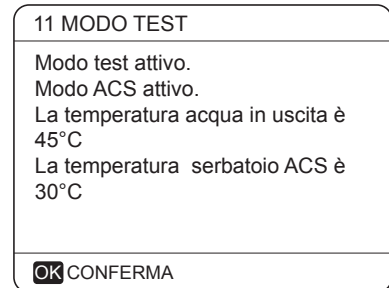 11 MODO TEST
Modo test attivo.
Modo ACS attivo.
La temperatura acqua in uscita è
45°C
La temperatura serbatoio ACS è
30°C
OK CONFERMA